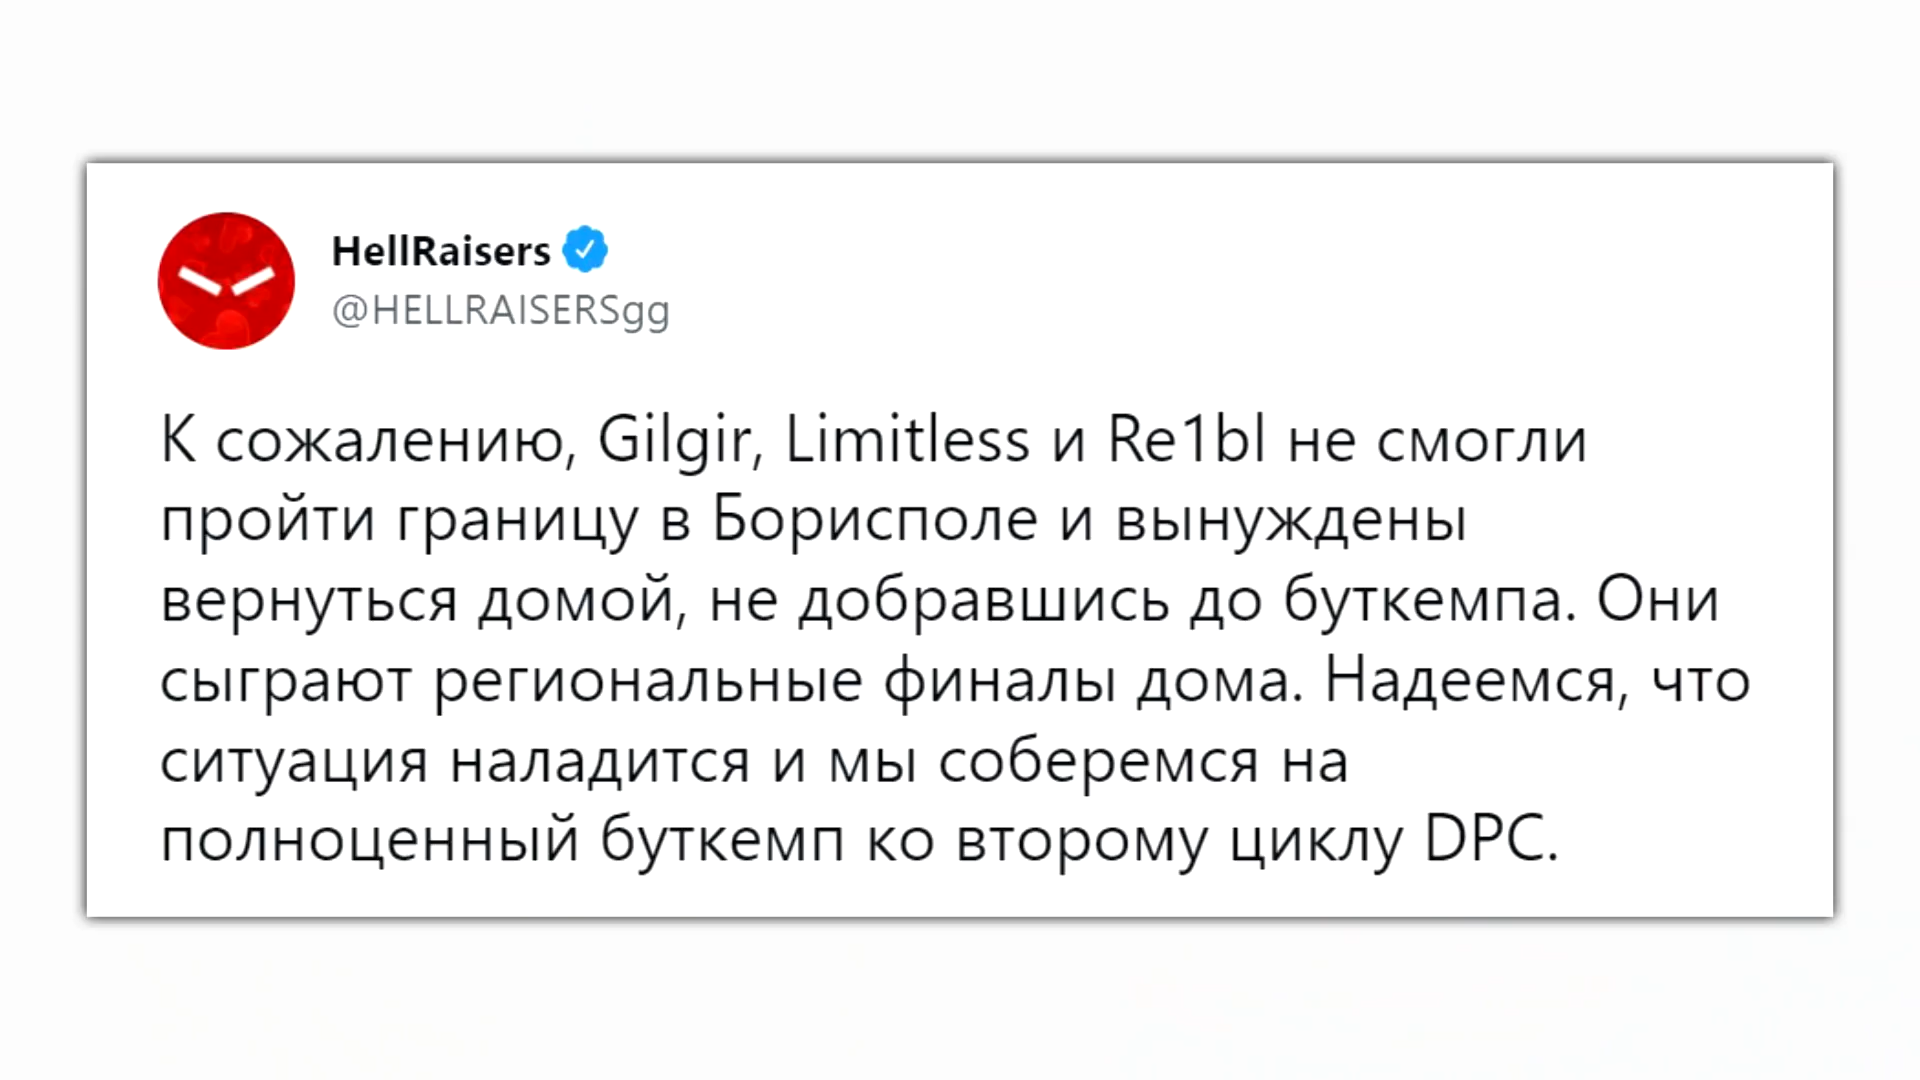 HellRaisers
@HELLRAISERSgg
К сожалению, Gilgir, Limitless и Re1bl не смогли
пройти границу в Борисполе и вынуждены
вернуться домой, не добравшись до буткемпа. Они
сыграют региональные финалы дома. Надеемся, что
ситуация наладится и мы соберемся на
полноценный буткемп ко второму циклу DPC.